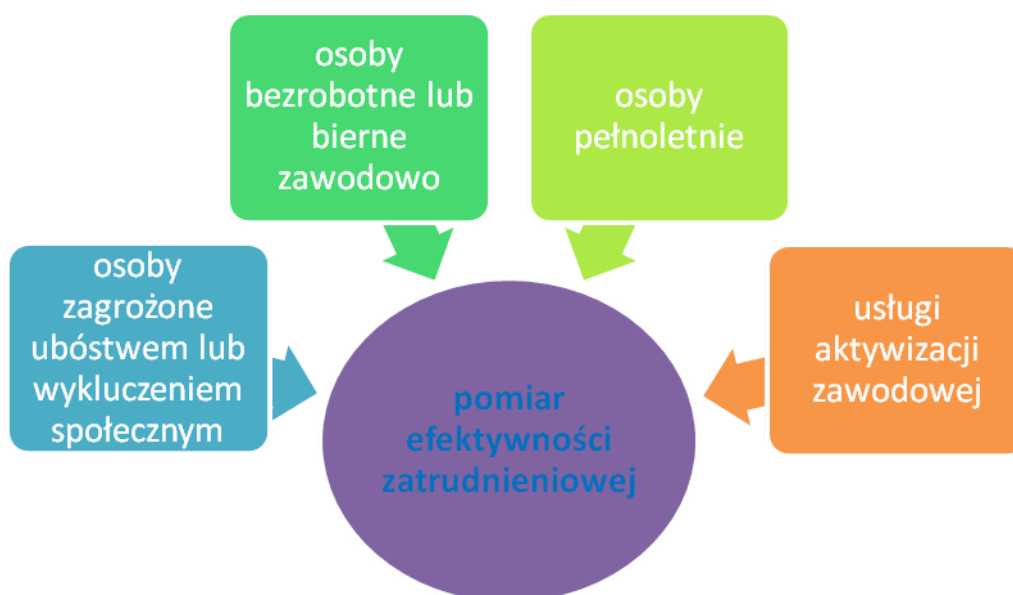 osoby
bezrobotne lub
bierne
zawodowo
osoby
pełnoletnie
osoby
zagrożone
ubóstwem lub
wykluczeniem
społecznym
usługi
aktywizacji
zawodowej
pomiar
efektywności
zatrudnieniowej